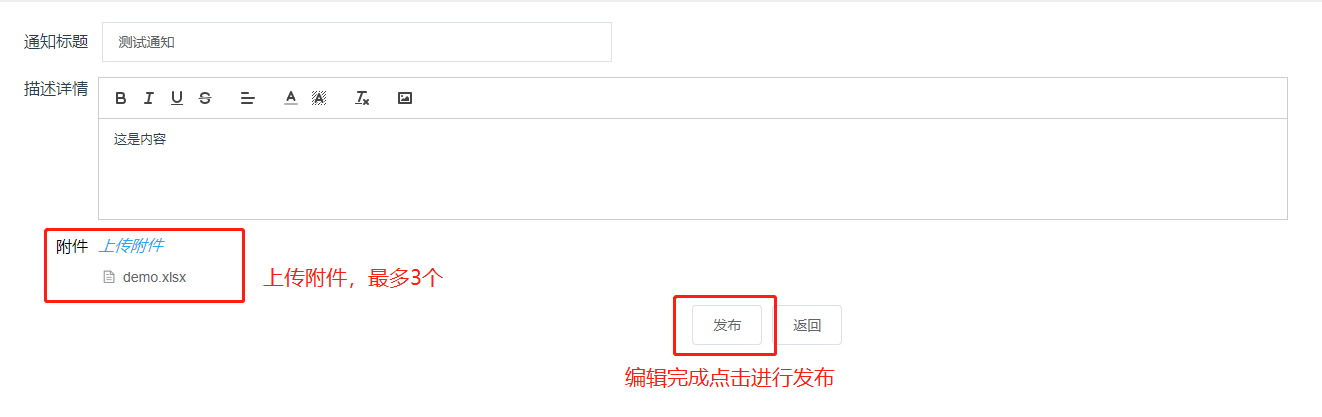 通知标题 测试通知
描述详情
B I U S A A Tx
这是内容
附件 上传附件
demo.xlsx
上传附件，最多3个
发布 返回
编辑完成点击进行发布